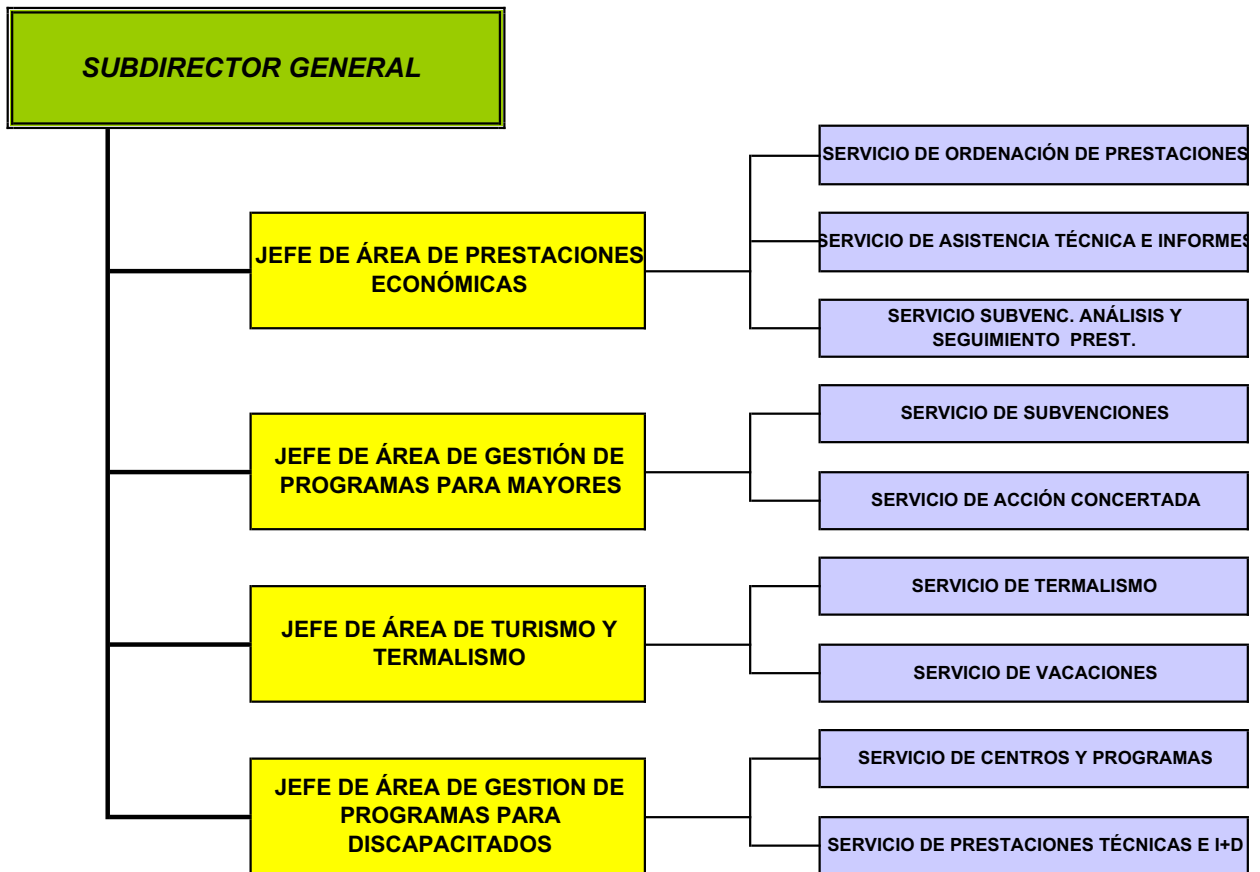 SUBDIRECTOR GENERAL
JEFE DE ÁREA DE PRESTACIONES
ECONÓMICAS
SERVICIO DE ORDENACIÓN DE PRESTACIONES
SERVICIO DE ASISTENCIA TÉCNICA E INFORMES
SERVICIO SUBVENC. ANÁLISIS Y
SEGUIMIENTO PREST.
JEFE DE ÁREA DE GESTIÓN DE
PROGRAMAS PARA MAYORES
SERVICIO DE SUBVENCIONES
SERVICIO DE ACCIÓN CONCERTADA
JEFE DE ÁREA DE TURISMO Y
TERMALISMO
SERVICIO DE TERMALISMO
SERVICIO DE VACACIONES
JEFE DE ÁREA DE GESTION DE
PROGRAMAS PARA
DISCAPACITADOS
SERVICIO DE CENTROS Y PROGRAMAS
SERVICIO DE PRESTACIONES TÉCNICAS E I+D